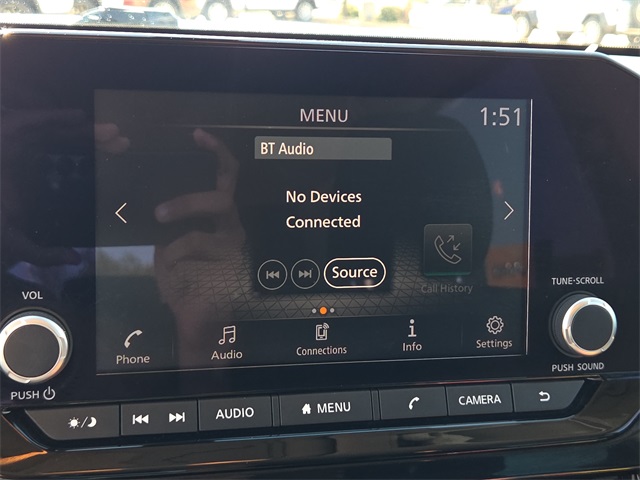 MENU
1:51
BT Audio
No Devices
Connected
Source
Call History
Phone
Audio
Connections
Info
Settings
VOL
PUSH
TUNE·SCROLL
PUSH SOUND
AUDIO
MENU
CAMERA